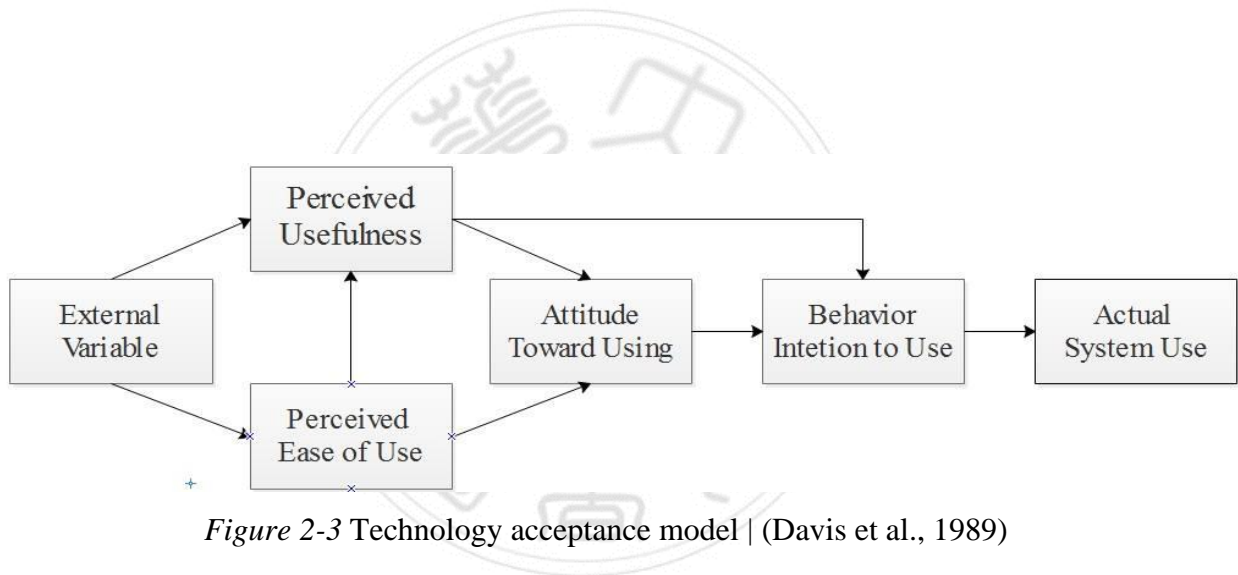 Perceived
Usefulness
External
Variable
Attitude
Toward Using
Behavior
Intetion to Use
Actual
System Use
Perceived
Ease of Use
Figure 2-3 Technology acceptance model | (Davis et al., 1989)